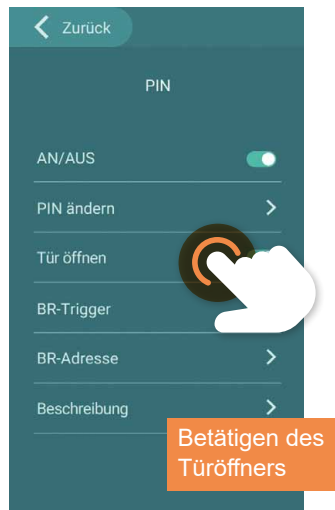 Zurück
PIN
AN/AUS
PIN ändern
Tür öffnen
BR-Trigger
BR-Adresse
Beschreibung
Betätigen des
Türöffners